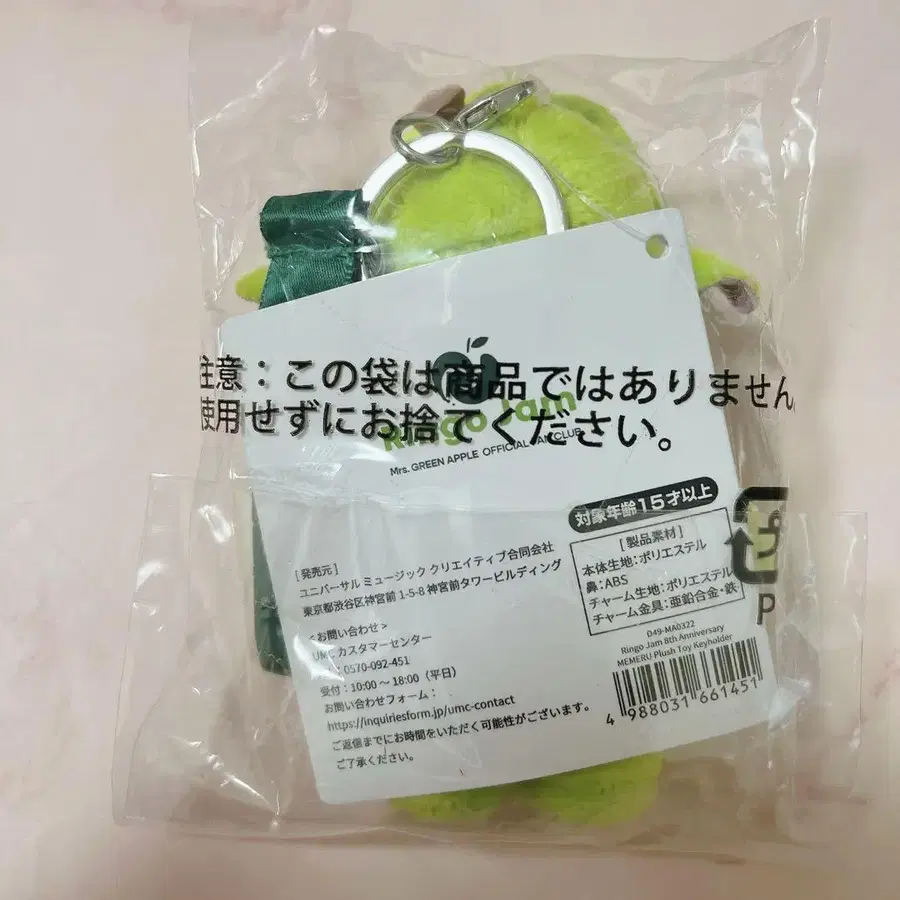 注意：この袋は商品ではありません。
使用せずにお捨てください。
Ringo Jam
Mrs. GREEN APPLE OFFICIAL FANCLUB
対象年齢15才以上
[製品素材]
本体生地:ポリエステル
鼻:ABS
チャーム生地:ポリエステル
チャーム金具:亜鉛合金・鉄
[発売元]
ユニバーサル ミュージック クリエイティブ合同会社
東京都渋谷区神宮前 1-5-8 神宮前タワービルディング
<お問い合わせ>
UMC カスタマーセンター
:0570-092-451
受付：10:00 ～ 18:00（平日）
お問い合わせフォーム：
https://inquiriesform.jp/umc-contact
ご返信までにお時間をいただく可能性がございます。
ご了承ください。
D49-MA0322
Ringo Jam 8th Anniversary
MEMERU Plush Toy Keyholder
4 988031 661451
プ
P